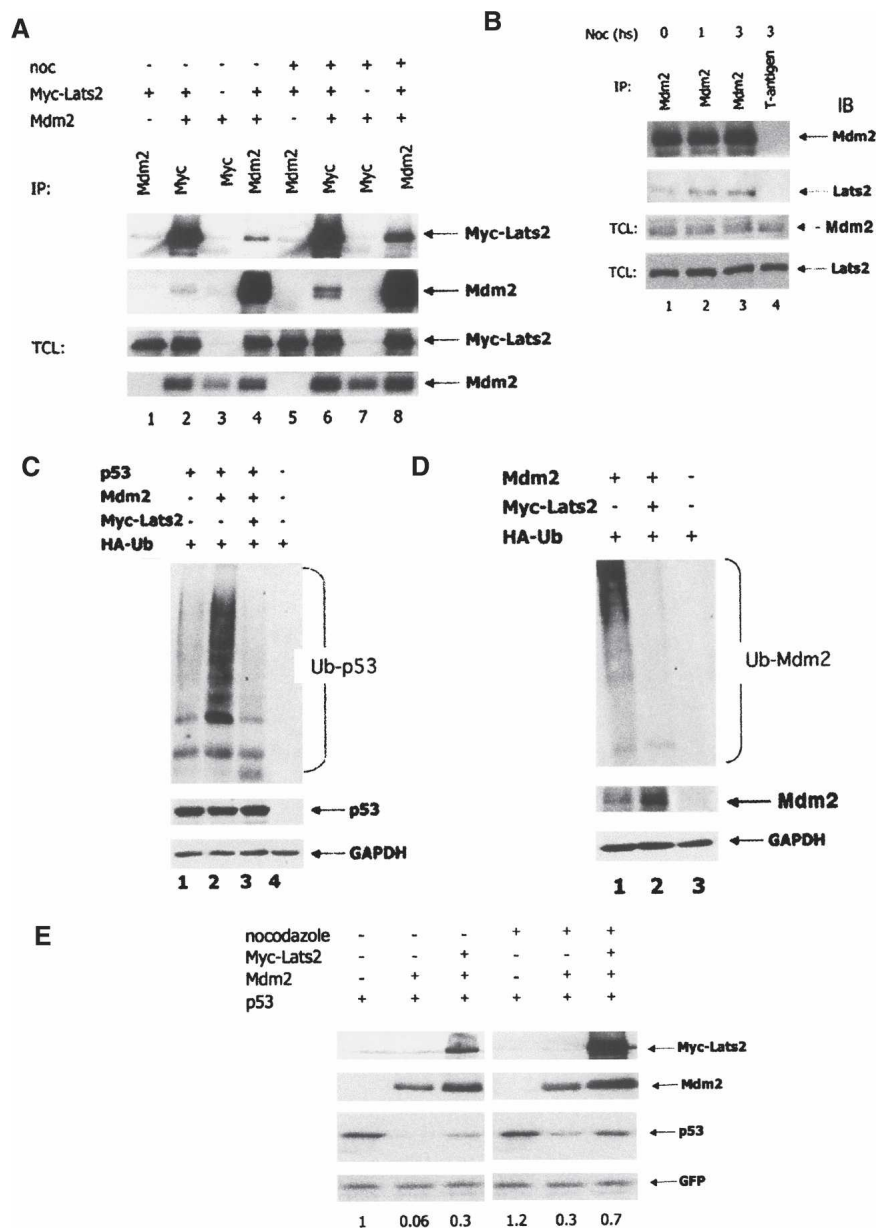 A
noc - - - - + + + +
Myc-Lats2 + + - + + + - +
Mdm2 - + + + - + + +
IP: Mdm2 Myc Myc Mdm2 Mdm2 Myc Myc Mdm2
Myc-Lats2
Mdm2
TCL: Myc-Lats2
Mdm2
1 2 3 4 5 6 7 8
B
Noc (hs) 0 1 3 3
IP: Mdm2 Mdm2 Mdm2 T-antigen IB
Mdm2
Lats2
TCL: Mdm2
TCL: Lats2
1 2 3 4
C
p53 + + + -
Mdm2 - + + -
Myc-Lats2 - - + -
HA-Ub + + + +
Ub-p53
p53
GAPDH
1 2 3 4
D
Mdm2 + + -
Myc-Lats2 - + -
HA-Ub + + +
Ub-Mdm2
Mdm2
GAPDH
1 2 3
E
nocodazole - - - + + +
Myc-Lats2 - - + - - +
Mdm2 - + + - + +
p53 + + + + + +
Myc-Lats2
Mdm2
p53
GFP
1 0.06 0.3 1.2 0.3 0.7